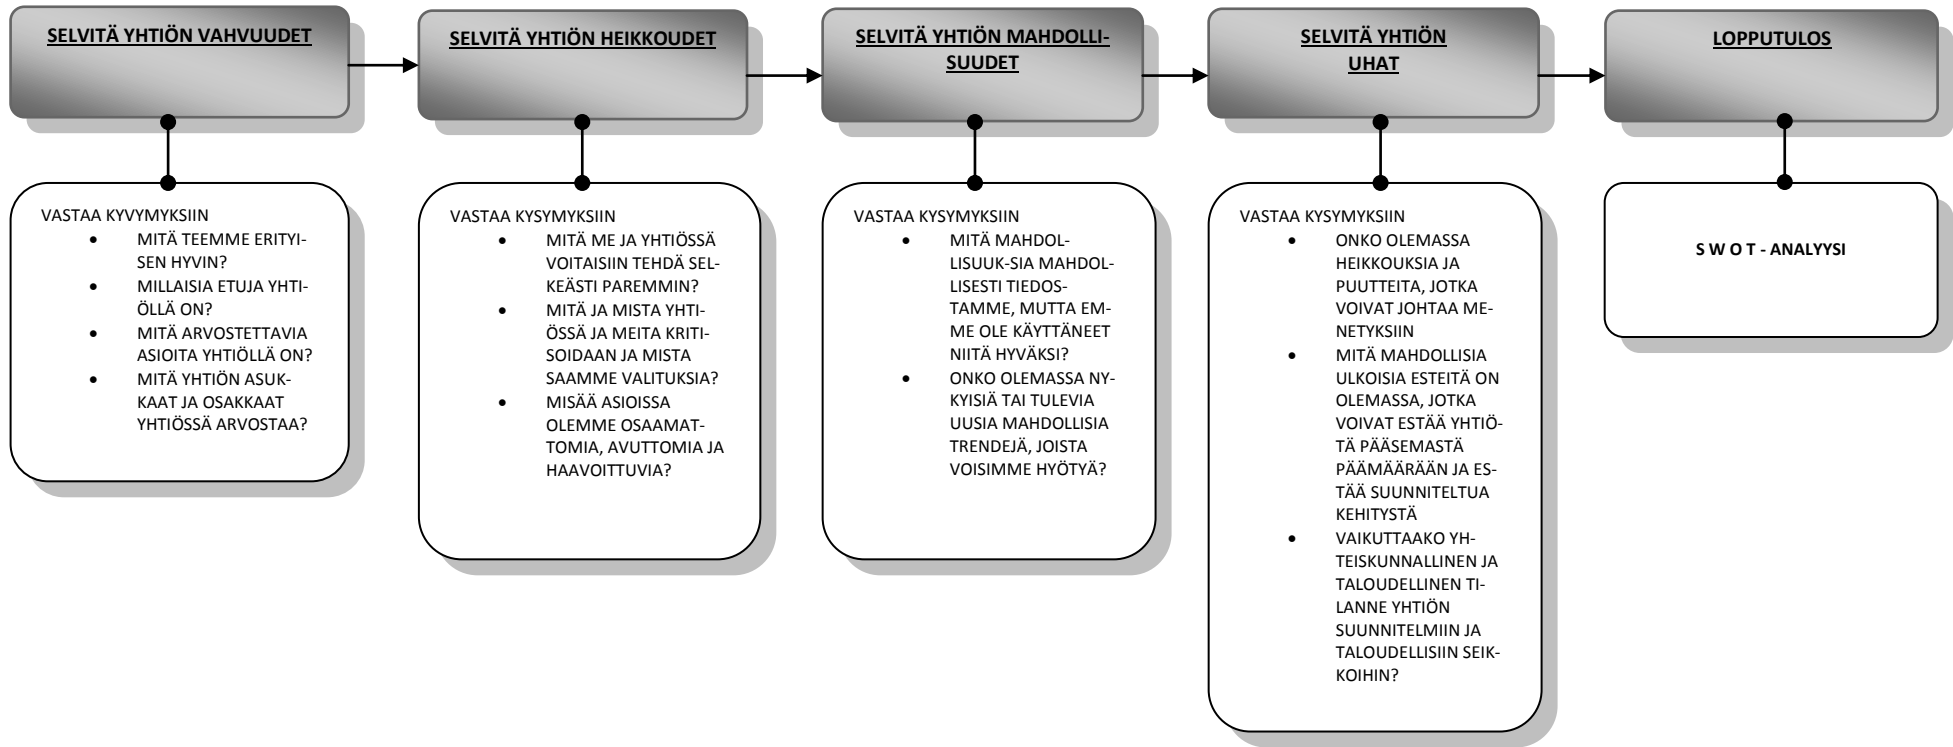 SELVITÄ YHTIÖN VAHVUUDET
SELVITÄ YHTIÖN HEIKKOUDET
SELVITÄ YHTIÖN MAHDOLLI-
SUUDET
SELVITÄ YHTIÖN
UHAT
LOPPUTULOS
VASTAA KYVYMYKSIIN
• MITÄ TEEMME ERITYI-
SEN HYVIN?
• MILLAISIA ETUJA YHTI-
ÖLLÄ ON?
• MITÄ ARVOSTETTAVIA
ASIOITA YHTIÖLLÄ ON?
• MITÄ YHTIÖN ASUK-
KAAT JA OSAKKAAT
YHTIÖSSÄ ARVOSTAA?
VASTAA KYSYMYKSIIN
• MITÄ ME JA YHTIÖSSÄ
VOITAISIIN TEHDÄ SEL-
KEÄSTI PAREMMIN?
• MITÄ JA MISTA YHTI-
ÖSSÄ JA MEITA KRITI-
SOIDAAN JA MISTA
SAAMME VALITUKSIA?
• MISÄÄ ASIOISSA
OLEMME OSAAMAT-
TOMIA, AVUTTOMIA JA
HAAVOITTUVIA?
VASTAA KYSYMYKSIIN
• MITÄ MAHDOL-
LISUUK-SIA MAHDOL-
LISESTI TIEDOS-
TAMME, MUTTA EM-
ME OLE KÄYTTÄNEET
NIITÄ HYVÄKSI?
• ONKO OLEMASSA NY-
KYISIÄ TAI TULEVIA
UUSIA MAHDOLLISIA
TRENDEJÄ, JOISTA
VOISIMME HYÖTYÄ?
VASTAA KYSYMYKSIIN
• ONKO OLEMASSA
HEIKKOUKSIA JA
PUUTTEITA, JOTKA
VOIVAT JOHTAA ME-
NETYKSIIN
• MITÄ MAHDOLLISIA
ULKOISIA ESTEITÄ ON
OLEMASSA, JOTKA
VOIVAT ESTÄÄ YHTIÖ-
TÄ PÄÄSEMASTÄ
PÄÄMÄÄRÄÄN JA ES-
TÄÄ SUUNNITELTUA
KEHITYSTÄ
• VAIKUTTAAKO YH-
TEISKUNNALLINEN JA
TALOUDELLINEN TI-
LANNE YHTIÖN
SUUNNITELMIIN JA
TALOUDELLISIIN SEIK-
KOIHIN?
S W O T - ANALYYSI